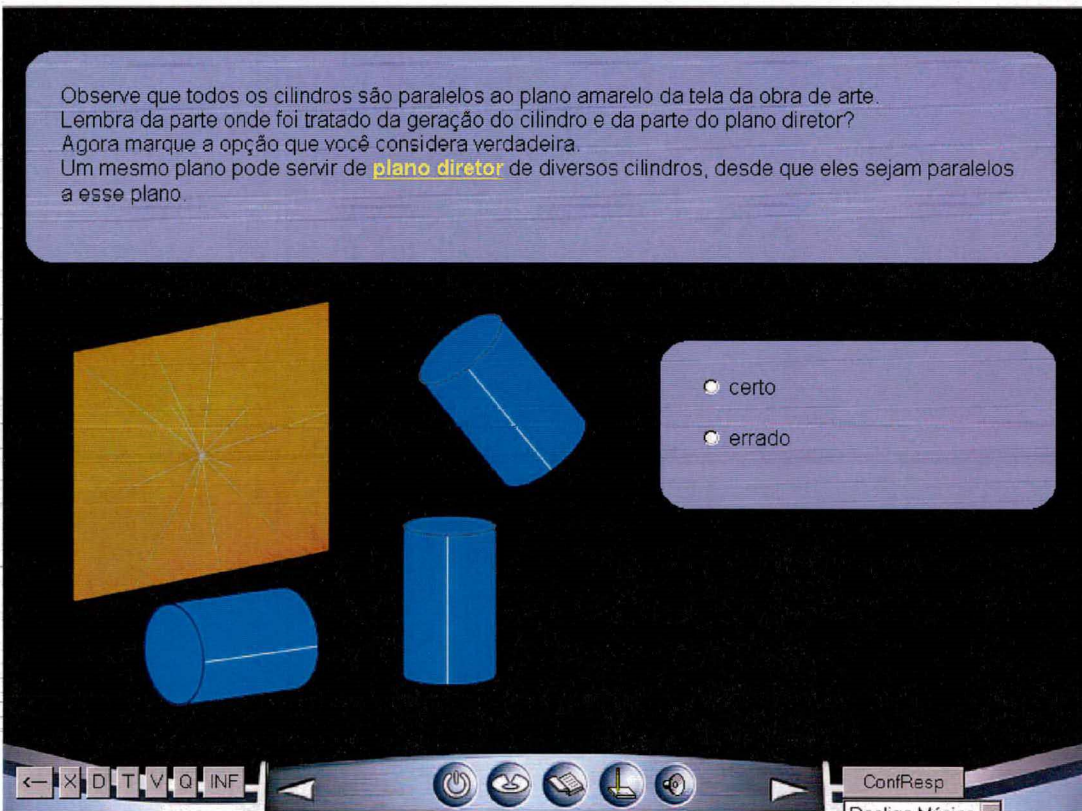 Observe que todos os cilindros são paralelos ao plano amarelo da tela da obra de arte.
Lembra da parte onde foi tratado da geração do cilindro e da parte do plano diretor?
Agora marque a opção que você considera verdadeira.
Um mesmo plano pode servir de plano diretor de diversos cilindros, desde que eles sejam paralelos
a esse plano.
certo
errado
<-- X D T V Q INF
ConfResp